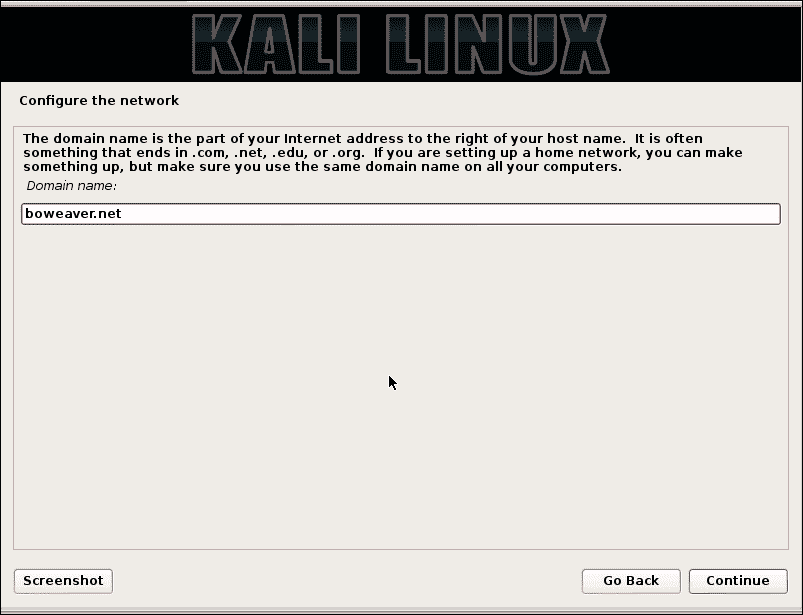 KALI LINUX
Configure the network
The domain name is the part of your Internet address to the right of your host name.  It is often
something that ends in .com, .net, .edu, or .org.  If you are setting up a home network, you can make
something up, but make sure you use the same domain name on all your computers.
Domain name:
boweaver.net
Screenshot
Go Back
Continue